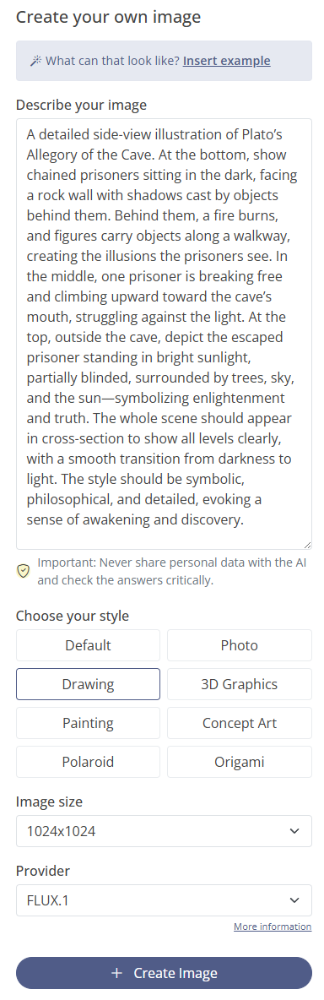 Create your own image
What can that look like? Insert example
Describe your image
A detailed side-view illustration of Plato’s
Allegory of the Cave. At the bottom, show
chained prisoners sitting in the dark, facing
a rock wall with shadows cast by objects
behind them. Behind them, a fire burns,
and figures carry objects along a walkway,
creating the illusions the prisoners see. In
the middle, one prisoner is breaking free
and climbing upward toward the cave’s
mouth, struggling against the light. At the
top, outside the cave, depict the escaped
prisoner standing in bright sunlight,
partially blinded, surrounded by trees, sky,
and the sun—symbolizing enlightenment
and truth. The whole scene should appear
in cross-section to show all levels clearly,
with a smooth transition from darkness to
light. The style should be symbolic,
philosophical, and detailed, evoking a
sense of awakening and discovery.
Important: Never share personal data with the AI
and check the answers critically.
Choose your style
Default
Photo
Drawing
3D Graphics
Painting
Concept Art
Polaroid
Origami
Image size
1024x1024
Provider
FLUX.1
More information
Create Image